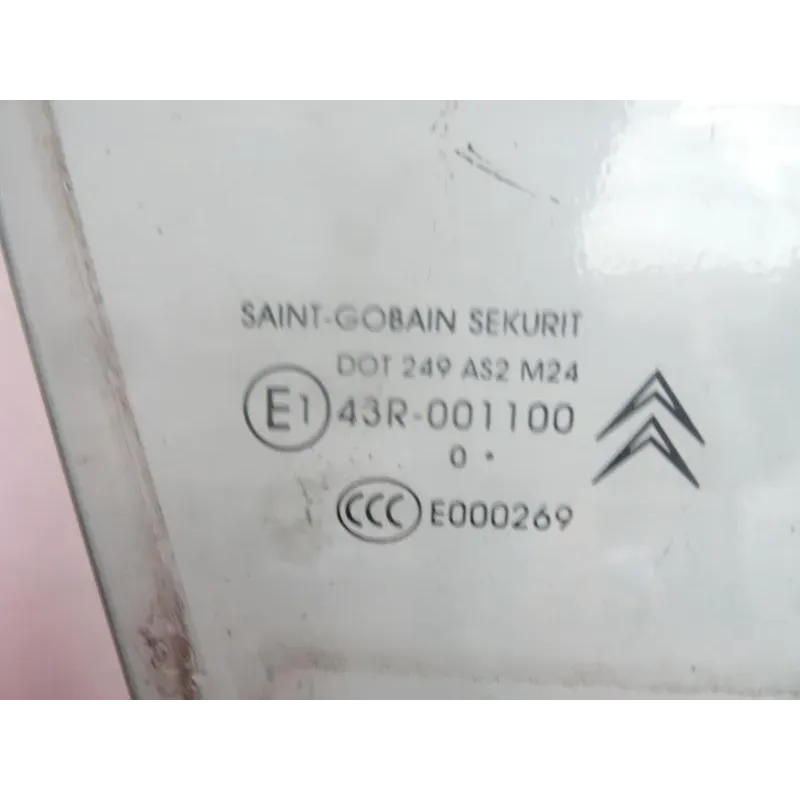 SAINT-GOBAIN SEKURIT
DOT 249 AS2 M24
E1 43R-001100
0 •
CCC E000269